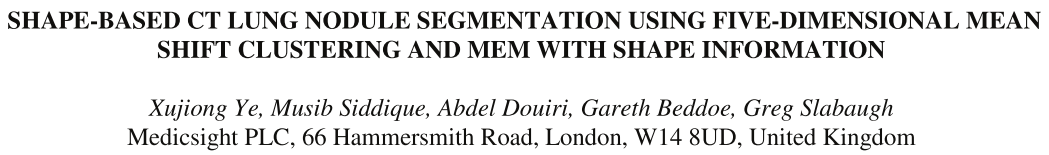 SHAPE-BASED CT LUNG NODULE SEGMENTATION USING FIVE-DIMENSIONAL MEAN
SHIFT CLUSTERING AND MEM WITH SHAPE INFORMATION
Xujiong Ye, Musib Siddique, Abdel Douiri, Gareth Beddoe, Greg Slabaugh
Medicsight PLC, 66 Hammersmith Road, London, W14 8UD, United Kingdom